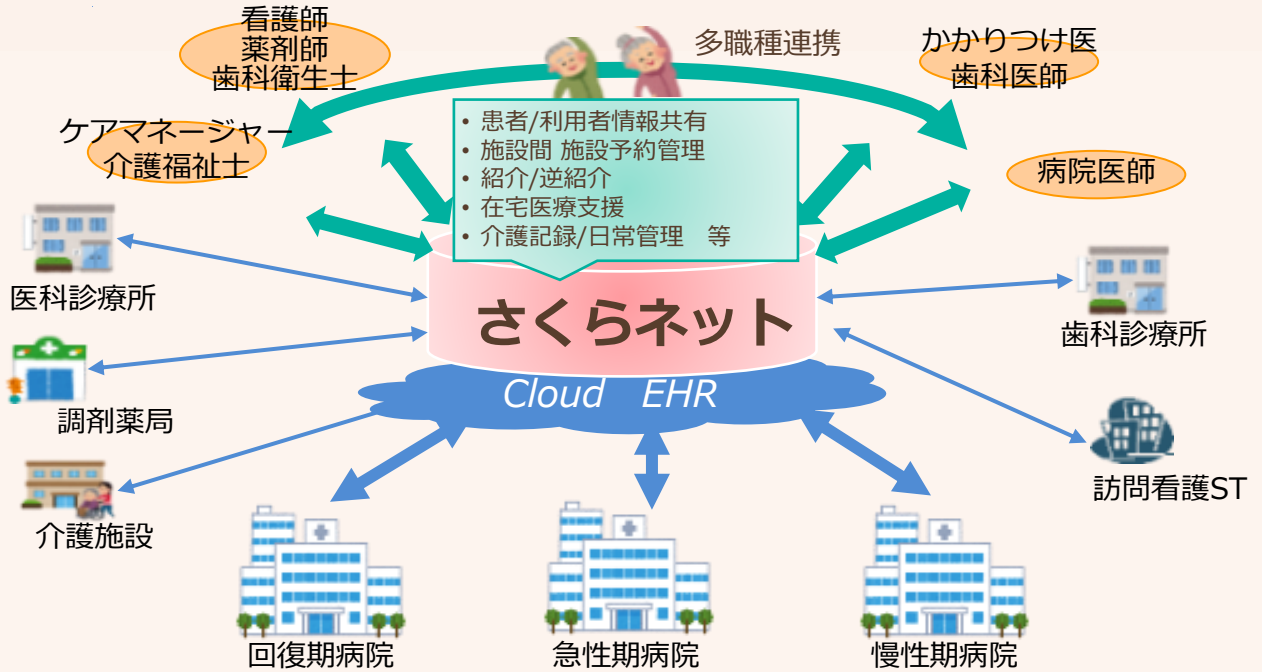 看護師
薬剤師
歯科衛生士
多職種連携
かかりつけ医
歯科医師
ケアマネージャー
介護福祉士
• 患者/利用者情報共有
• 施設間 施設予約管理
• 紹介/逆紹介
• 在宅医療支援
• 介護記録/日常管理　等
病院医師
医科診療所
さくらネット
歯科診療所
Cloud　EHR
調剤薬局
訪問看護ST
介護施設
回復期病院
急性期病院
慢性期病院